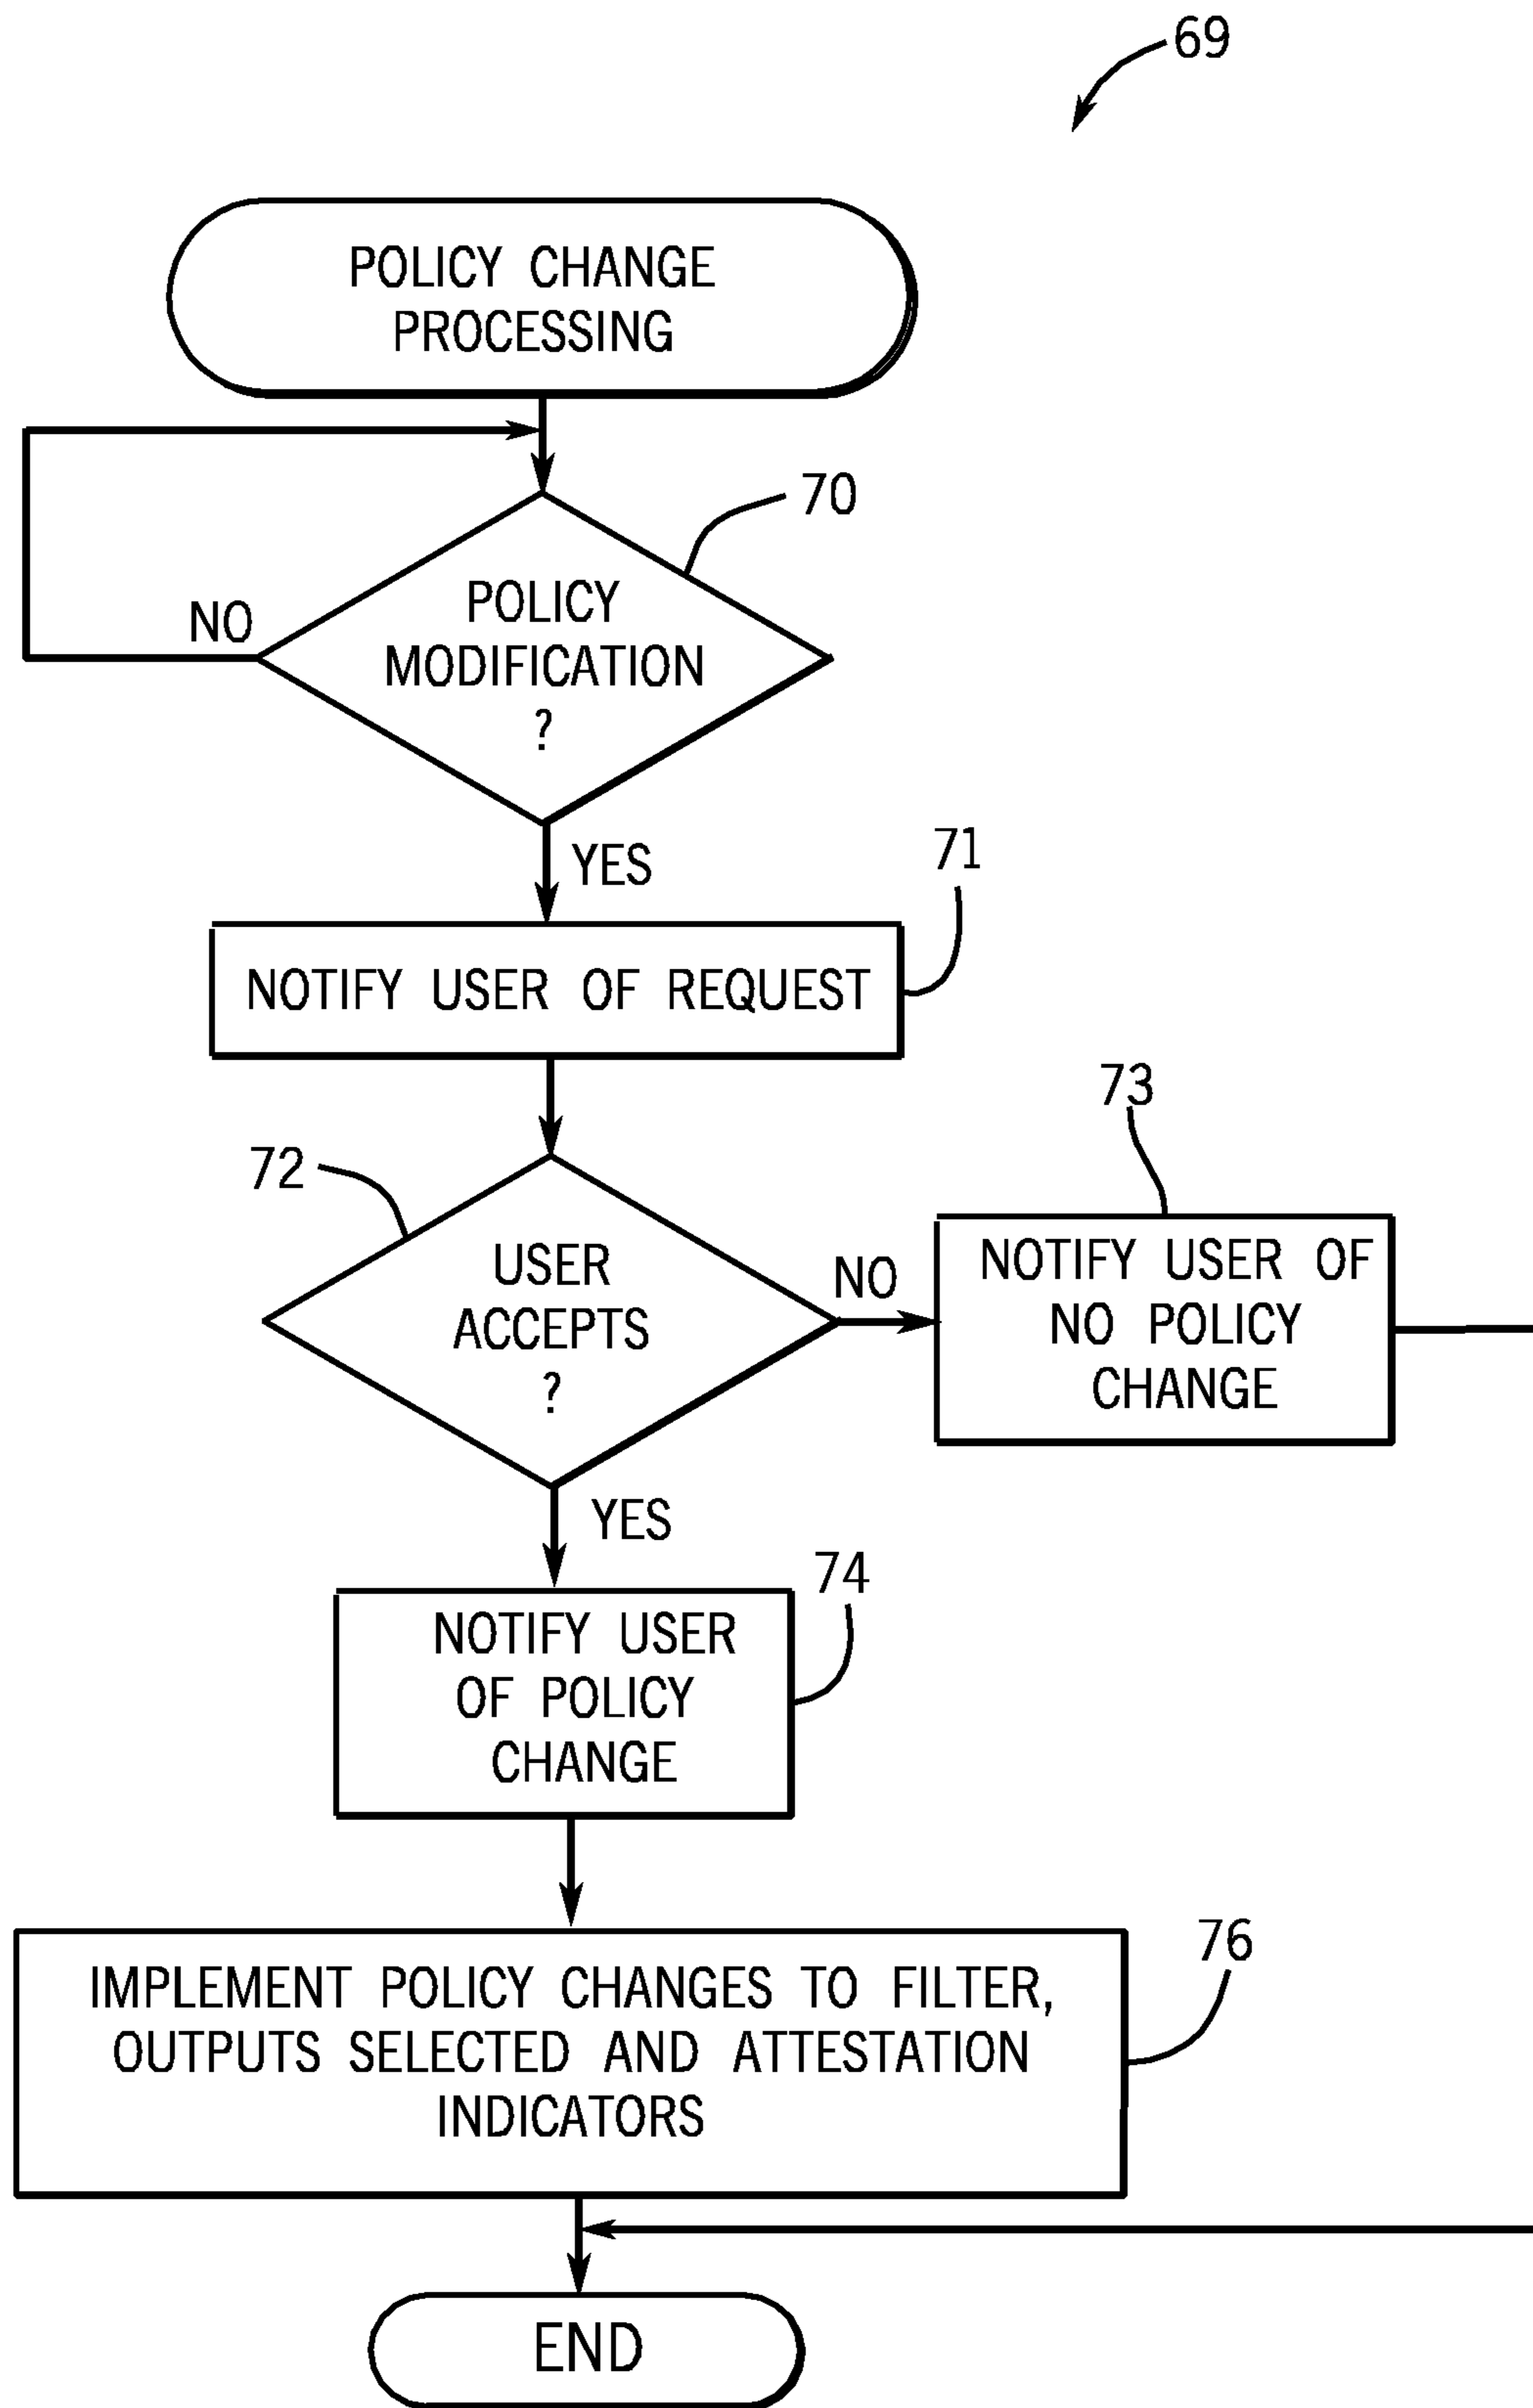 69
POLICY CHANGE
PROCESSING
70
POLICY
MODIFICATION
?
NO
YES
71
NOTIFY USER OF REQUEST
72
USER
ACCEPTS
?
NO
73
NOTIFY USER OF
NO POLICY
CHANGE
YES
74
NOTIFY USER
OF POLICY
CHANGE
76
IMPLEMENT POLICY CHANGES TO FILTER,
OUTPUTS SELECTED AND ATTESTATION
INDICATORS
END